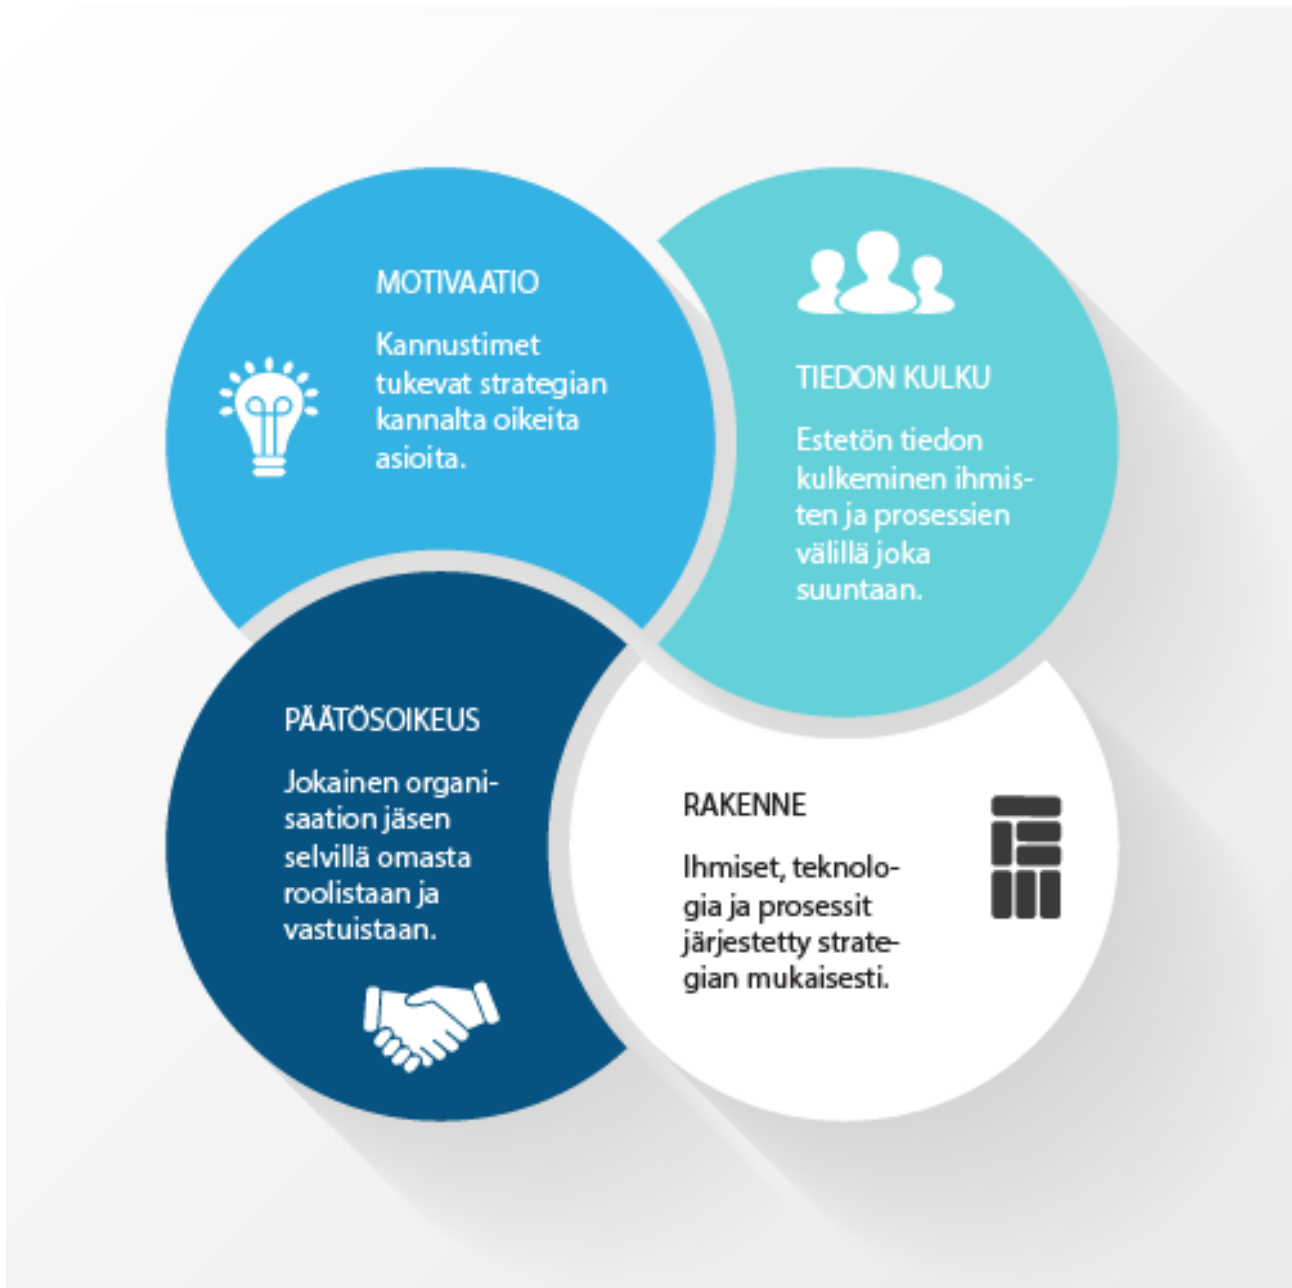 MOTIVAATIO
Kannustimet
tukevat strategian
kannalta oikeita
asioita.
TIEDON KULKU
Estetön tiedon
kulkeminen ihmis-
ten ja prosessien
välillä joka
suuntaan.
PÄÄTÖSOIKEUS
Jokainen organi-
saation jäsen
selvillä omasta
roolistaan ja
vastuistaan.
RAKENNE
Ihmiset, teknolo-
gia ja prosessit
järjestetty strate-
gian mukaisesti.